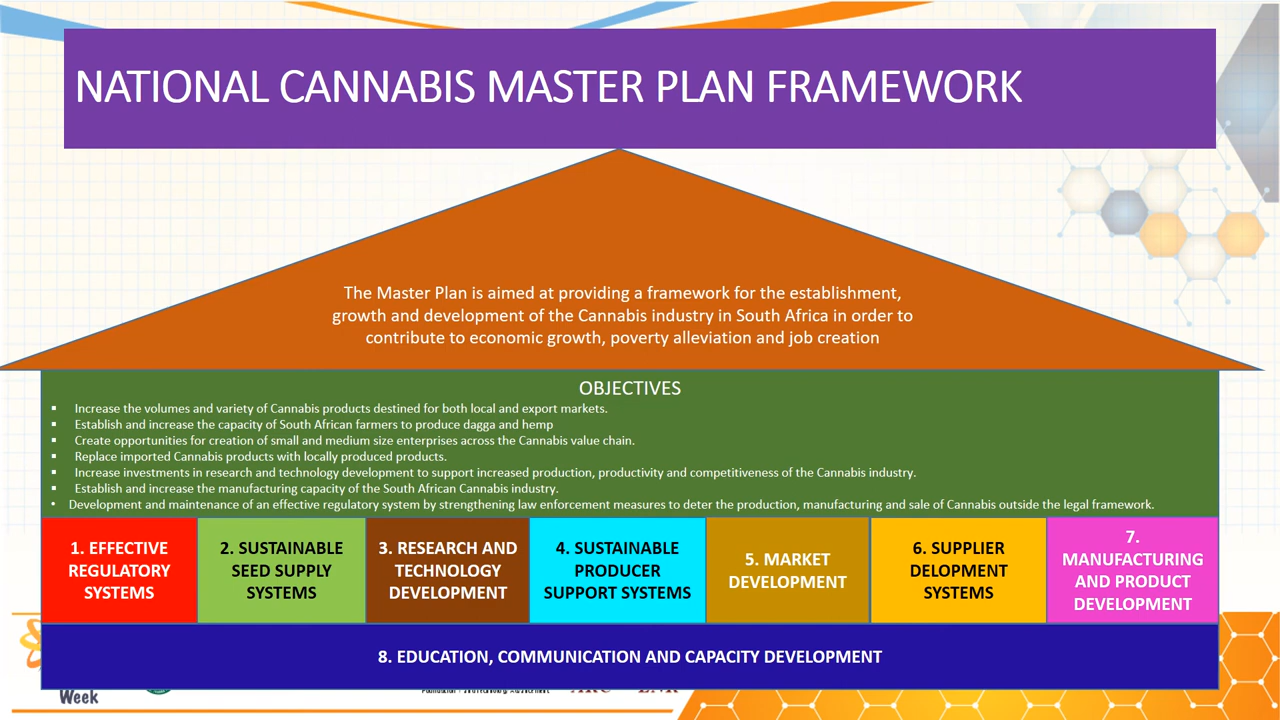 NATIONAL CANNABIS MASTER PLAN FRAMEWORK
The Master Plan is aimed at providing a framework for the establishment,
growth and development of the Cannabis industry in South Africa in order to
contribute to economic growth, poverty alleviation and job creation
OBJECTIVES
▪ Increase the volumes and variety of Cannabis products destined for both local and export markets.
▪ Establish and increase the capacity of South African farmers to produce dagga and hemp
▪ Create opportunities for creation of small and medium size enterprises across the Cannabis value chain.
▪ Replace imported Cannabis products with locally produced products.
▪ Increase investments in research and technology development to support increased production, productivity and competitiveness of the Cannabis industry.
▪ Establish and increase the manufacturing capacity of the South African Cannabis industry.
• Development and maintenance of an effective regulatory system by strengthening law enforcement measures to deter the production, manufacturing and sale of Cannabis outside the legal framework.
1. EFFECTIVE
REGULATORY
SYSTEMS
2. SUSTAINABLE
SEED SUPPLY
SYSTEMS
3. RESEARCH AND
TECHNOLOGY
DEVELOPMENT
4. SUSTAINABLE
PRODUCER
SUPPORT SYSTEMS
5. MARKET
DEVELOPMENT
6. SUPPLIER
DELOPMENT
SYSTEMS
7.
MANUFACTURING
AND PRODUCT
DEVELOPMENT
8. EDUCATION, COMMUNICATION AND CAPACITY DEVELOPMENT
Week